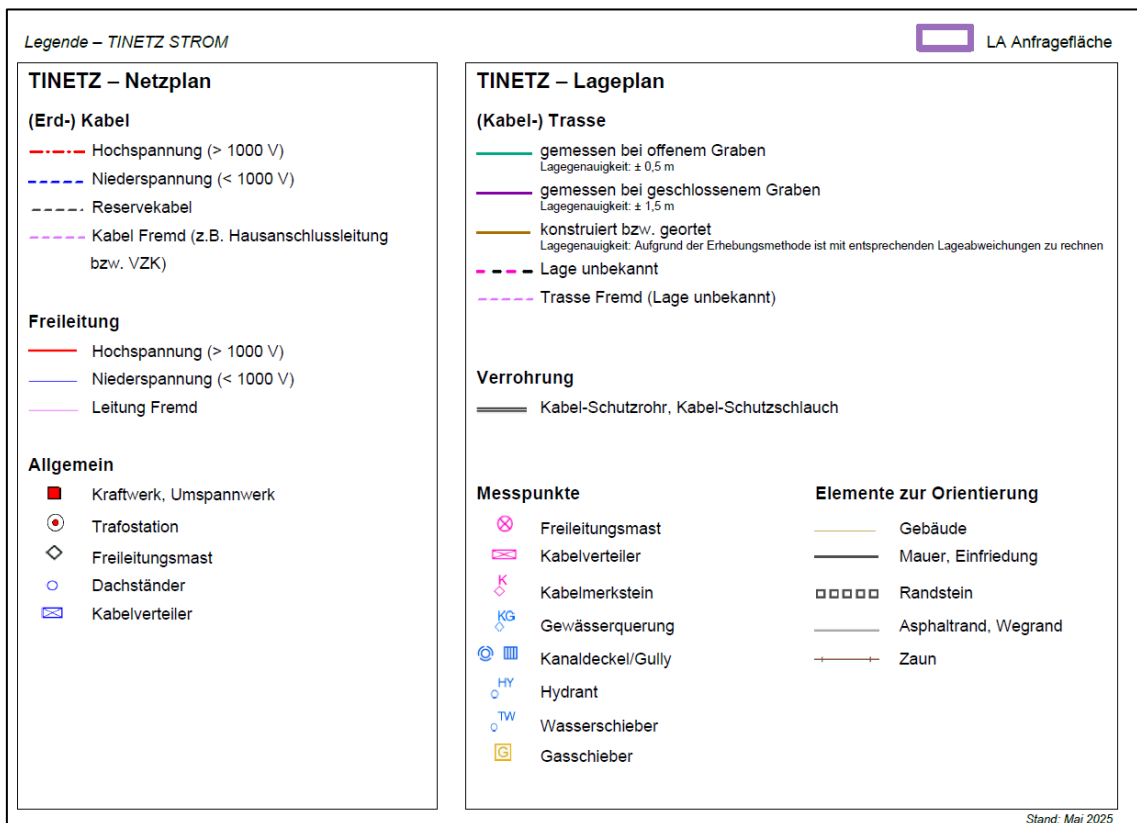 Legende – TINETZ STROM
LA Anfragefläche
TINETZ – Netzplan
(Erd-) Kabel
Hochspannung (> 1000 V)
Niederspannung (< 1000 V)
Reservekabel
Kabel Fremd (z.B. Hausanschlussleitung
bzw. VZK)
Freileitung
Hochspannung (> 1000 V)
Niederspannung (< 1000 V)
Leitung Fremd
Allgemein
Kraftwerk, Umspannwerk
Trafostation
Freileitungsmast
Dachständer
Kabelverteiler
TINETZ – Lageplan
(Kabel-) Trasse
gemessen bei offenem Graben
Lagegenauigkeit: ± 0,5 m
gemessen bei geschlossenem Graben
Lagegenauigkeit: ± 1,5 m
konstruiert bzw. geortet
Lagegenauigkeit: Aufgrund der Erhebungsmethode ist mit entsprechenden Lageabweichungen zu rechnen
Lage unbekannt
Trasse Fremd (Lage unbekannt)
Verrohrung
Kabel-Schutzrohr, Kabel-Schutzschlauch
Messpunkte
Freileitungsmast
Kabelverteiler
K
Kabelmerkstein
KG
Gewässerquerung
Kanaldeckel/Gully
HY
Hydrant
TW
Wasserschieber
G
Gasschieber
Elemente zur Orientierung
Gebäude
Mauer, Einfriedung
Randstein
Asphaltrand, Wegrand
Zaun
Stand: Mai 2025